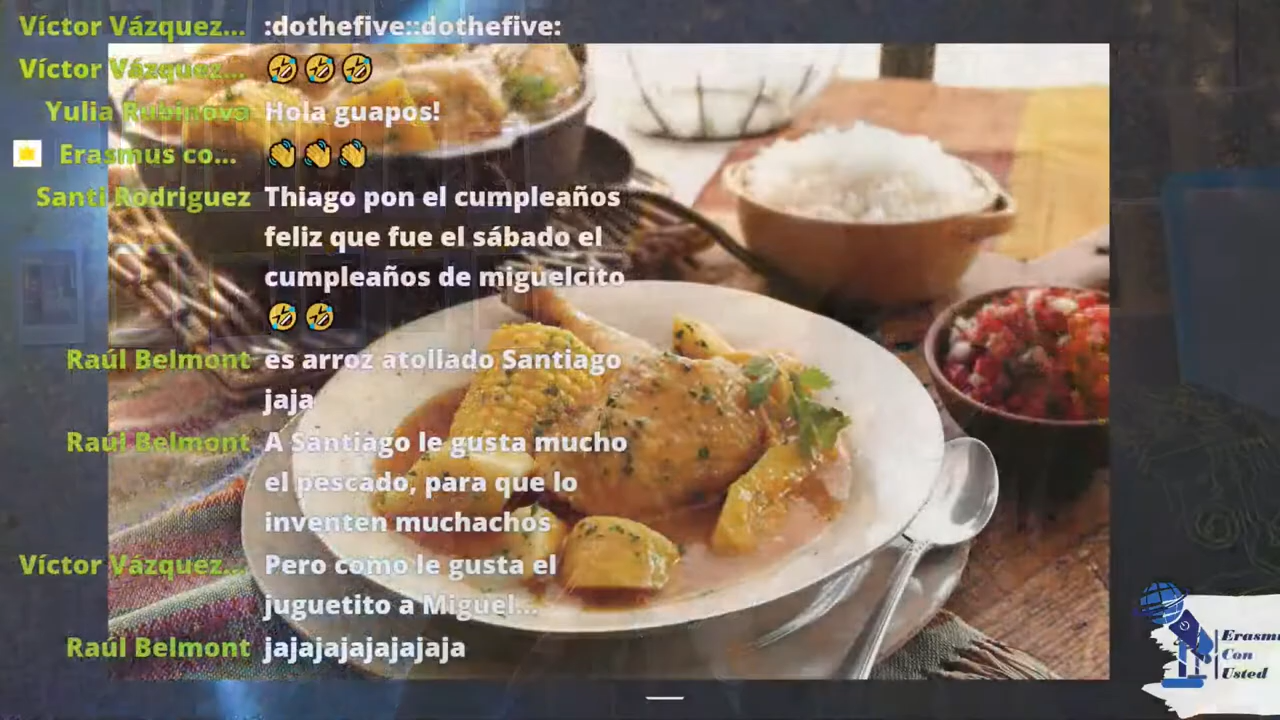 Víctor Vázquez... :dothefive::dothefive:
Víctor Vázquez... 🤣🤣🤣
Yulia Rubinova Hola guapos!
Erasmus co... 👏👏👏
Santi Rodriguez Thiago pon el cumpleaños
feliz que fue el sábado el
cumpleaños de miguelcito
🤣🤣
Raúl Belmont es arroz atollado Santiago
jaja
Raúl Belmont A Santiago le gusta mucho
el pescado, para que lo
inventen muchachos
Víctor Vázquez... Pero como le gusta el
juguetito a Miguel...
Raúl Belmont jajajajajajaja
Con
Usted